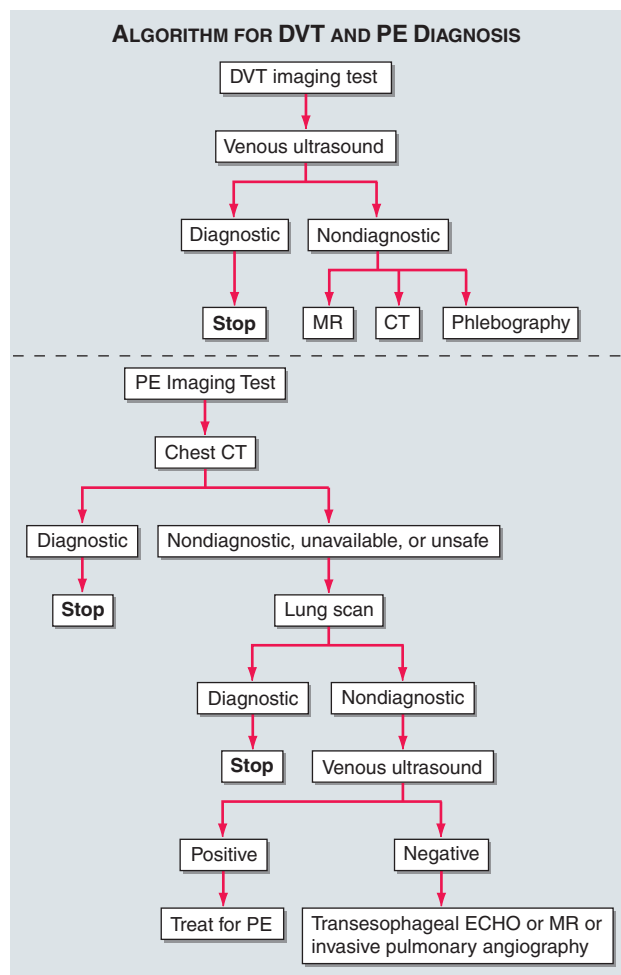 ALGORITHM FOR DVT AND PE DIAGNOSIS
DVT imaging test
Venous ultrasound
Diagnostic
Nondiagnostic
Stop
MR
CT
Phlebography
PE Imaging Test
Chest CT
Diagnostic
Nondiagnostic, unavailable, or unsafe
Stop
Lung scan
Diagnostic
Nondiagnostic
Stop
Venous ultrasound
Positive
Negative
Treat for PE
Transesophageal ECHO or MR or
invasive pulmonary angiography